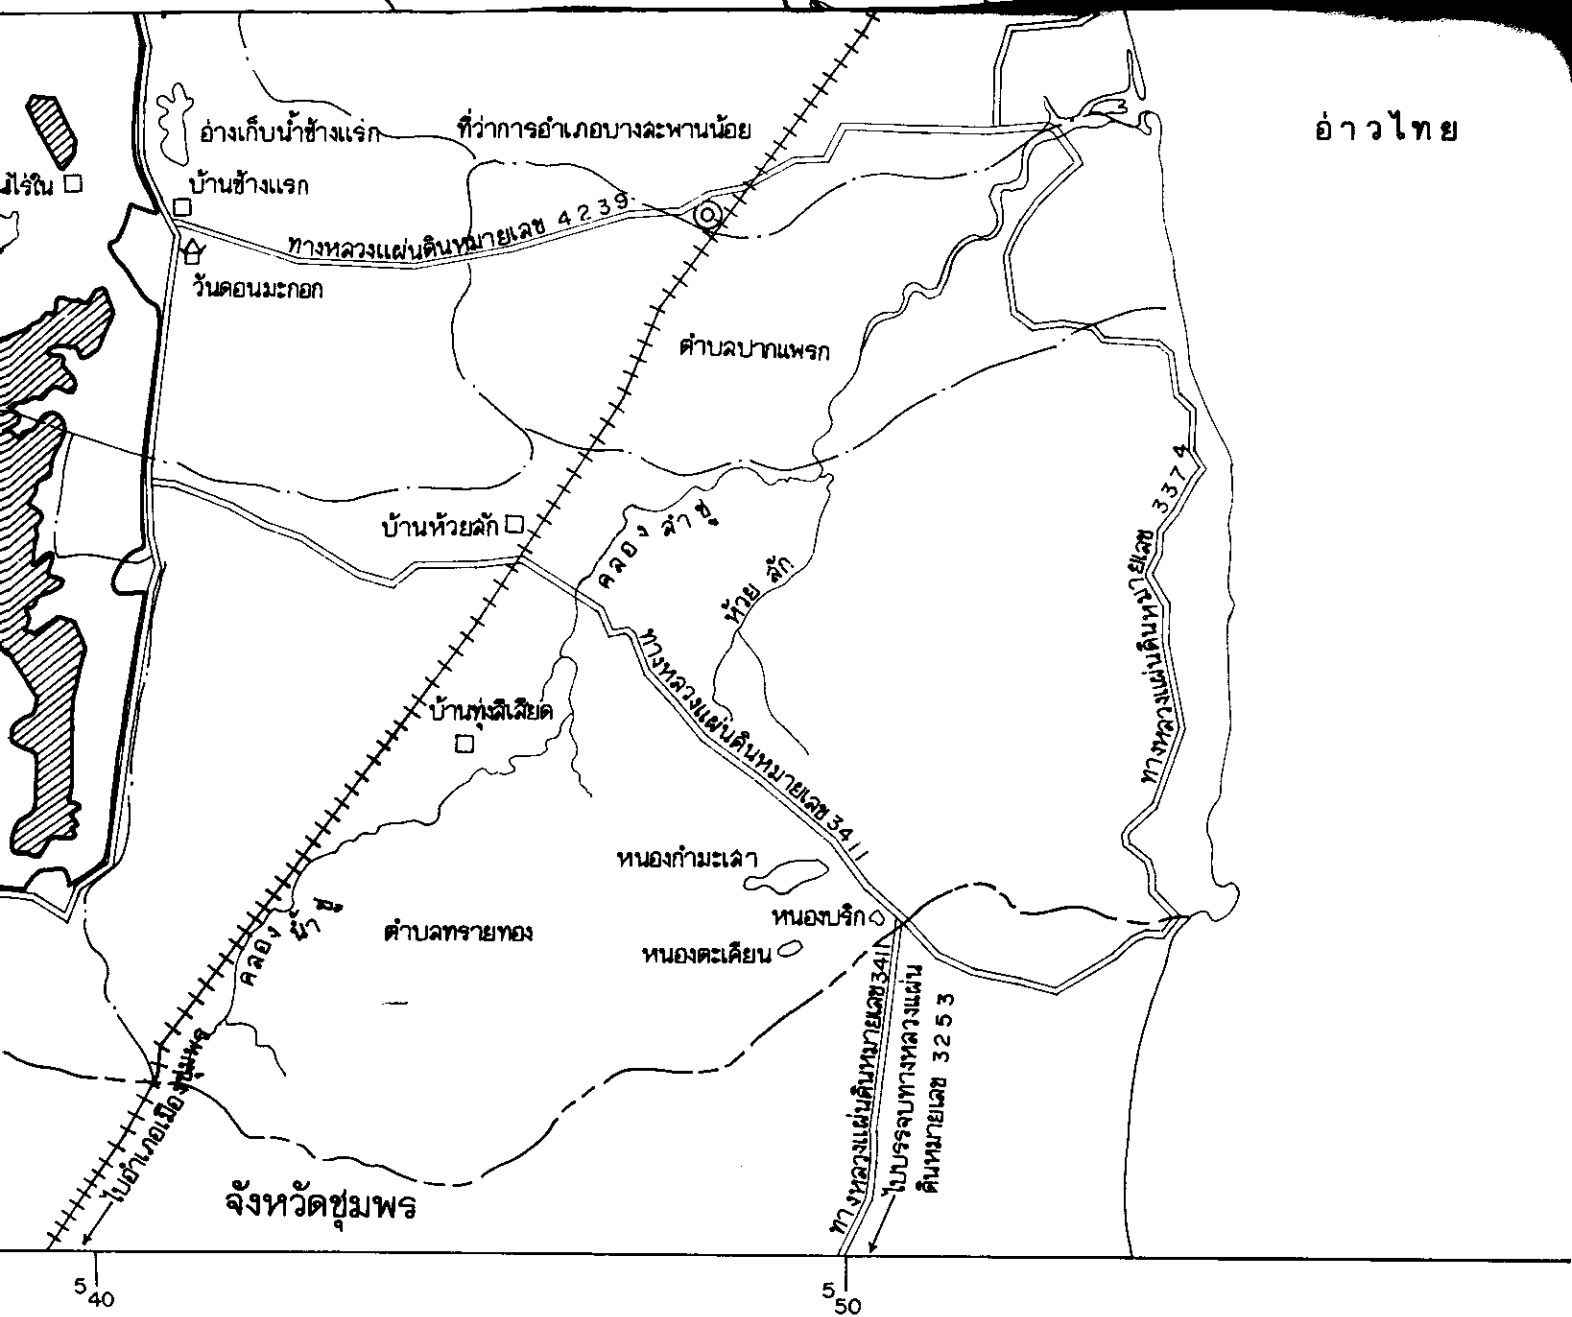 อ่าวไทย
อ่างเก็บน้ำช้างแรก
ที่ว่าการอำเภอบางสะพานน้อย
บ้านช้างแรก
ทางหลวงแผ่นดินหมายเลข 4239
วันดอนมะกอก
ตำบลปากแพรก
บ้านห้วยสัก
คลอง ลำ ชู
ห้วย สัก
ทางหลวงแผ่นดินหมายเลข 3374
ทางหลวงแผ่นดินหมายเลข 3411
บ้านทุ่งสีเสียด
หนองกำมะเลา
หนองบริก
หนองตะเคียน
ตำบลทรายทอง
คลอง
ทางหลวงแผ่นดินหมายเลข 3411
ไปบรรจบทางหลวงแผ่น
ดินหมายเลข 3253
ไปอำเภอเมืองชุมพร
จังหวัดชุมพร
540
550